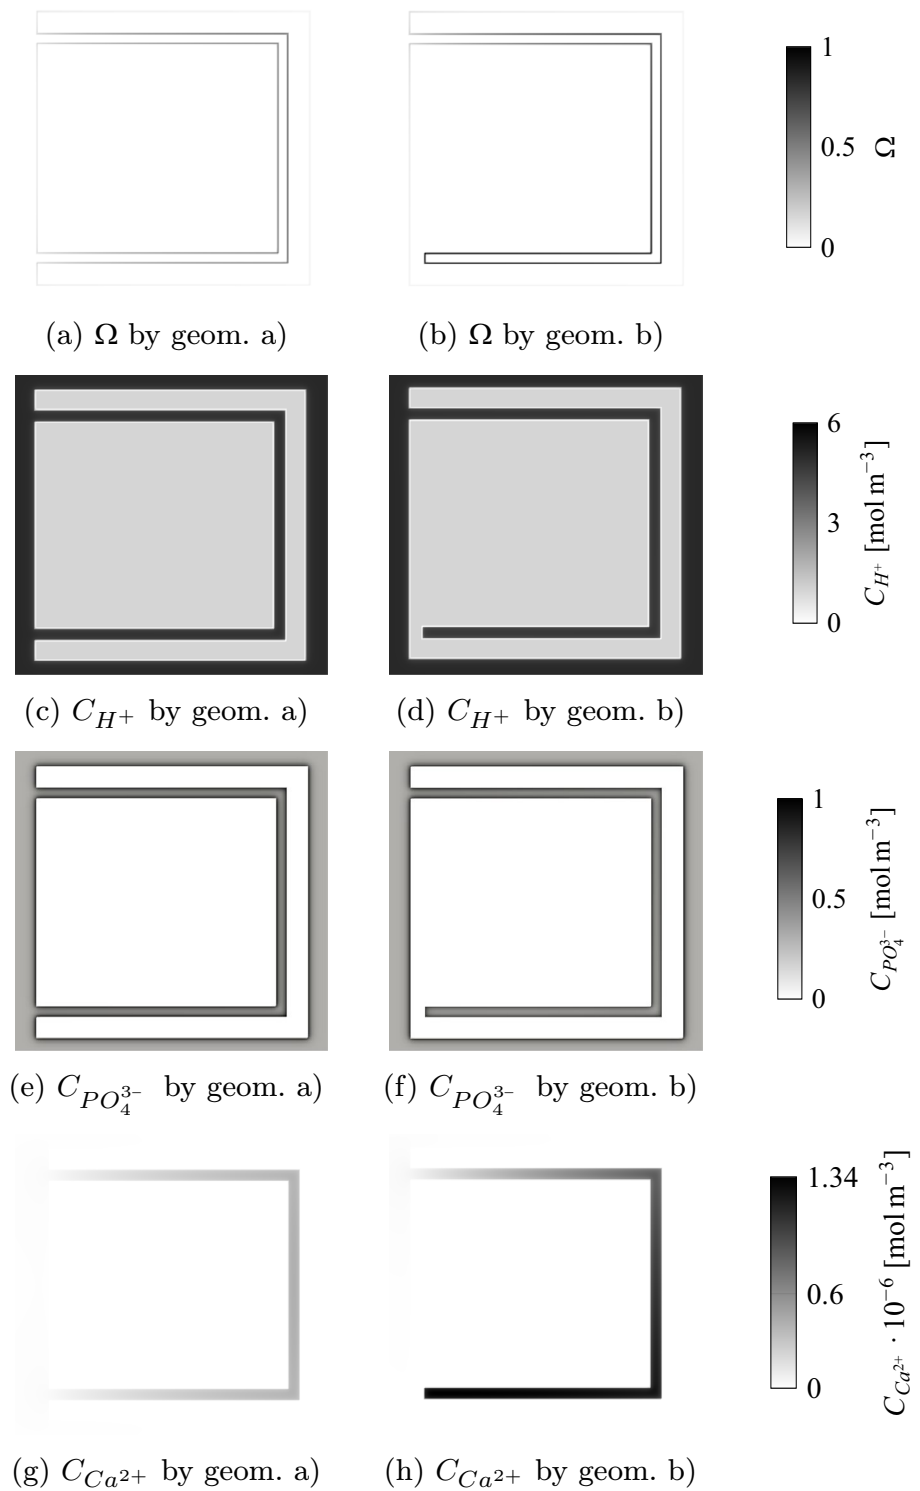 1
0.5
0
Ω
(a) Ω by geom. a)
(b) Ω by geom. b)
6
3
0
C_{H^+} [mol m^{−3}]
(c) C_{H^+} by geom. a)
(d) C_{H^+} by geom. b)
1
0.5
0
C_{PO_4^{3−}} [mol m^{−3}]
(e) C_{PO_4^{3−}} by geom. a)
(f) C_{PO_4^{3−}} by geom. b)
1.34
0.6
0
C_{Ca^{2+}} · 10^{−6} [mol m^{−3}]
(g) C_{Ca^{2+}} by geom. a)
(h) C_{Ca^{2+}} by geom. b)